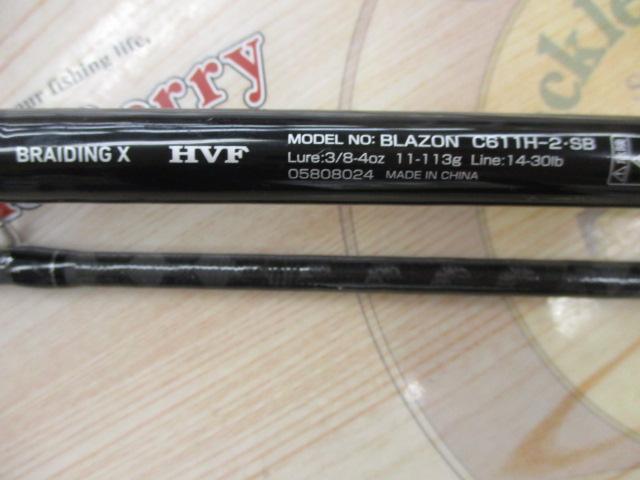 our fishing life.
erry
ckle
BRAIDING X HVF
MODEL NO: BLAZON C611H-2·SB
Lure:3/8-4oz 11-113g Line:14-30lb
05808024 MADE IN CHINA